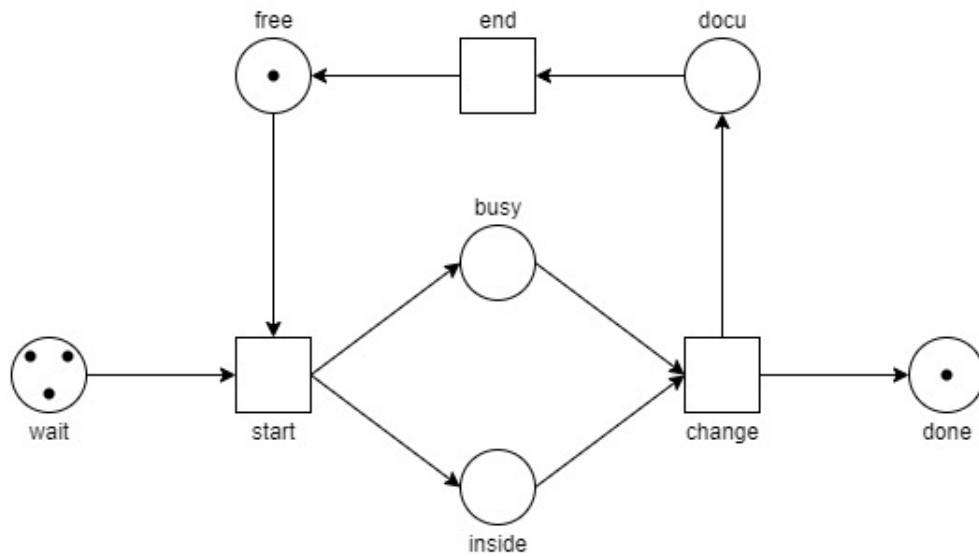 free
end
docu
busy
wait
start
change
done
inside